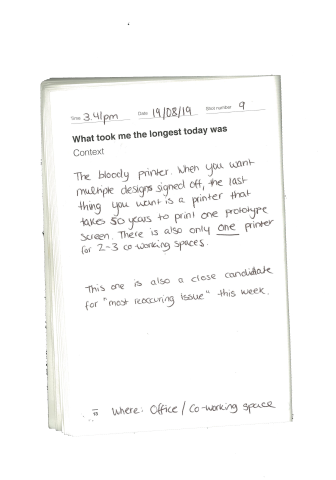 Time 3.41pm Date 19/08/19 Stick number 9
What took me the longest today was
Context
The bloody printer. When you want
multiple designs signed off, the last
thing you want is a printer that
takes 50 years to print one prototype
screen. There is also only one printer
for 2-3 co-working spaces.
This one is also a close candidate
for "most reoccuring issue" this week.
Where: Office / Co-working space